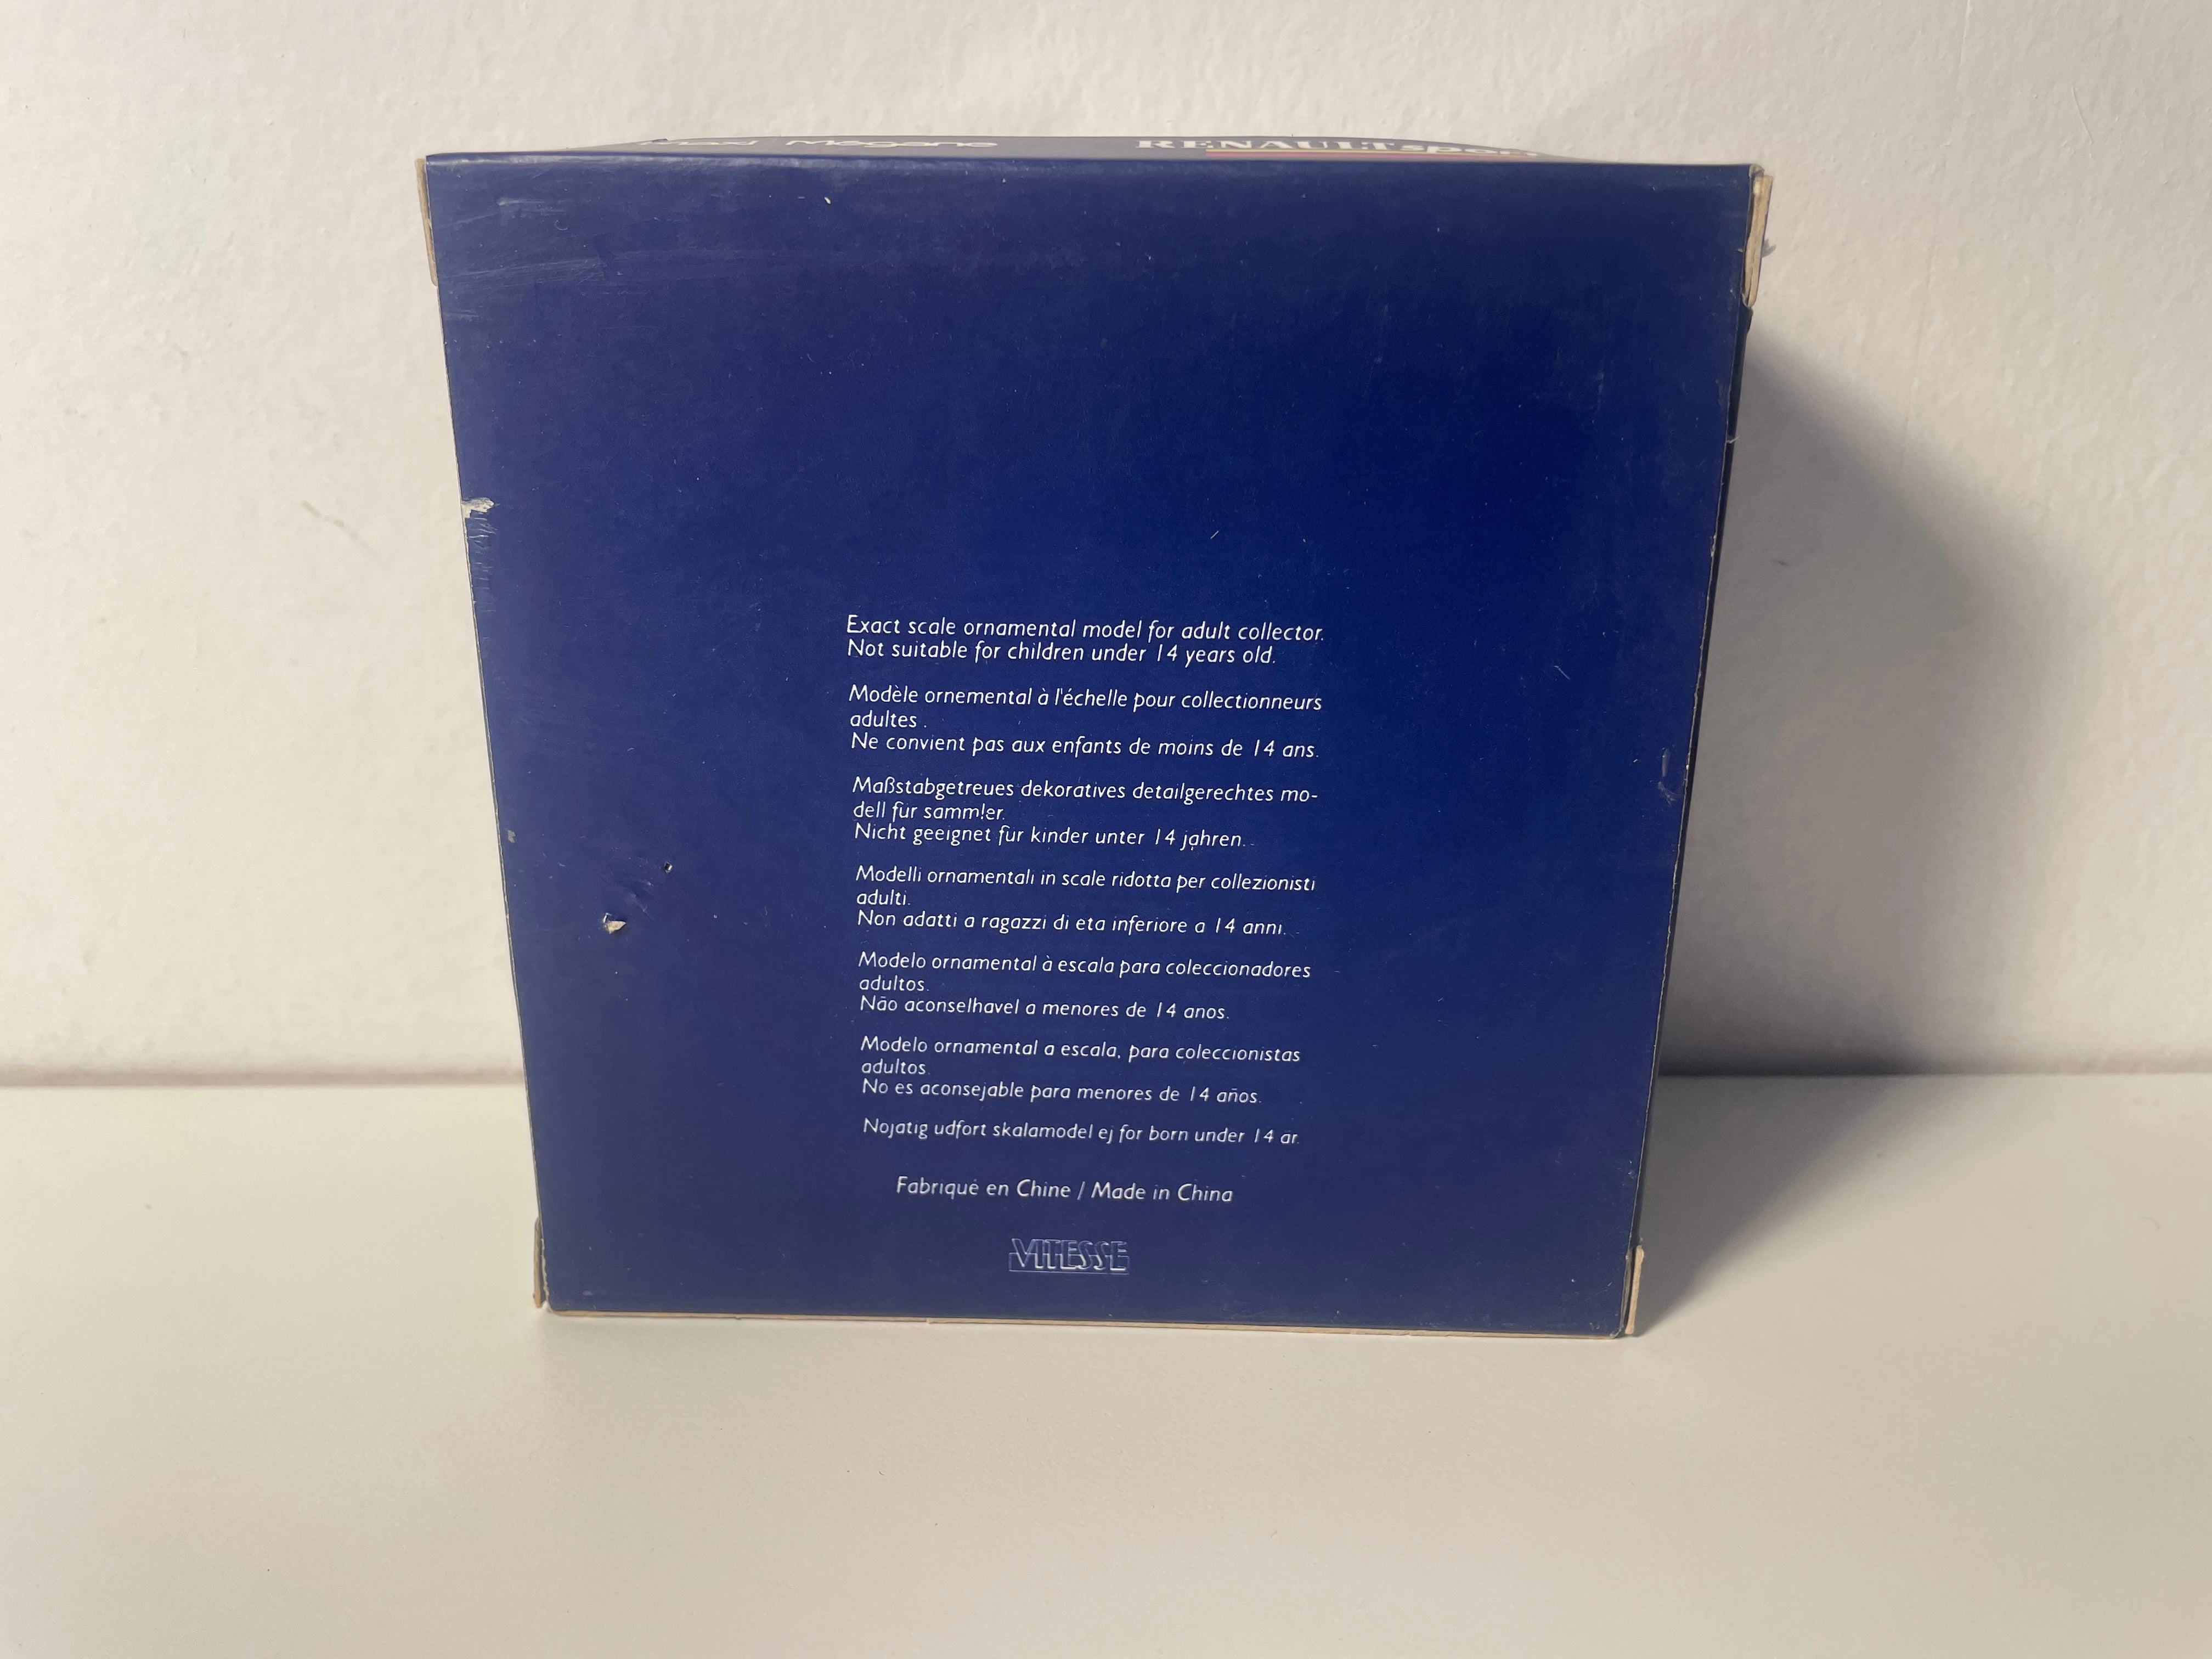 Maxi Mégane RENAULT sport
Exact scale ornamental model for adult collector.
Not suitable for children under 14 years old.
Modèle ornemental à l'échelle pour collectionneurs
adultes .
Ne convient pas aux enfants de moins de 14 ans.
Maßstabgetreues dekoratives detailgerechtes mo-
dell für sammler.
Nicht geeignet fur kinder unter 14 jahren.
Modelli ornamentali in scale ridotta per collezionisti
adulti.
Non adatti a ragazzi di eta inferiore a 14 anni.
Modelo ornamental à escala para coleccionadores
adultos.
Não aconselhavel a menores de 14 anos.
Modelo ornamental a escala, para coleccionistas
adultos.
No es aconsejable para menores de 14 años.
Nojatig udfort skalamodel ej for born under 14 ar.
Fabriqué en Chine / Made in China
VITESSE